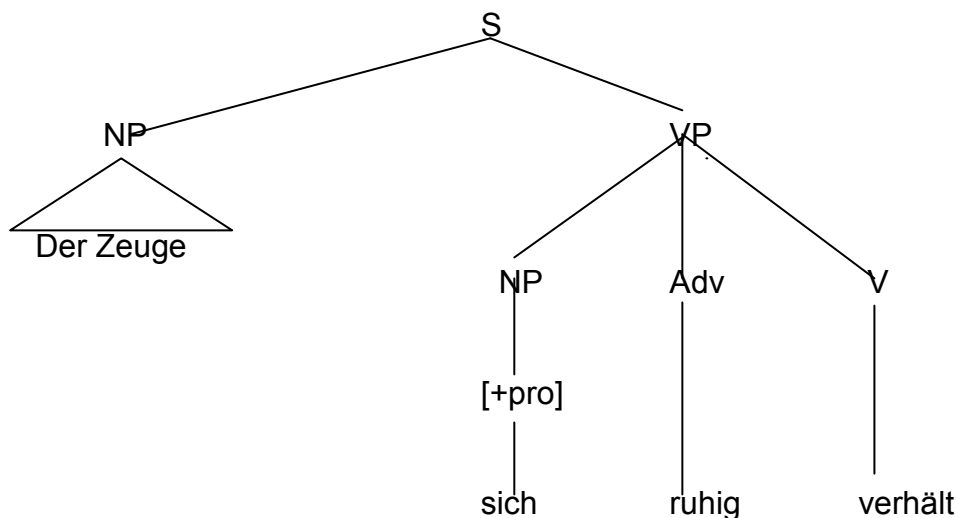 S
NP VP
Der Zeuge
NP Adv V
[+pro]
sich ruhig verhält